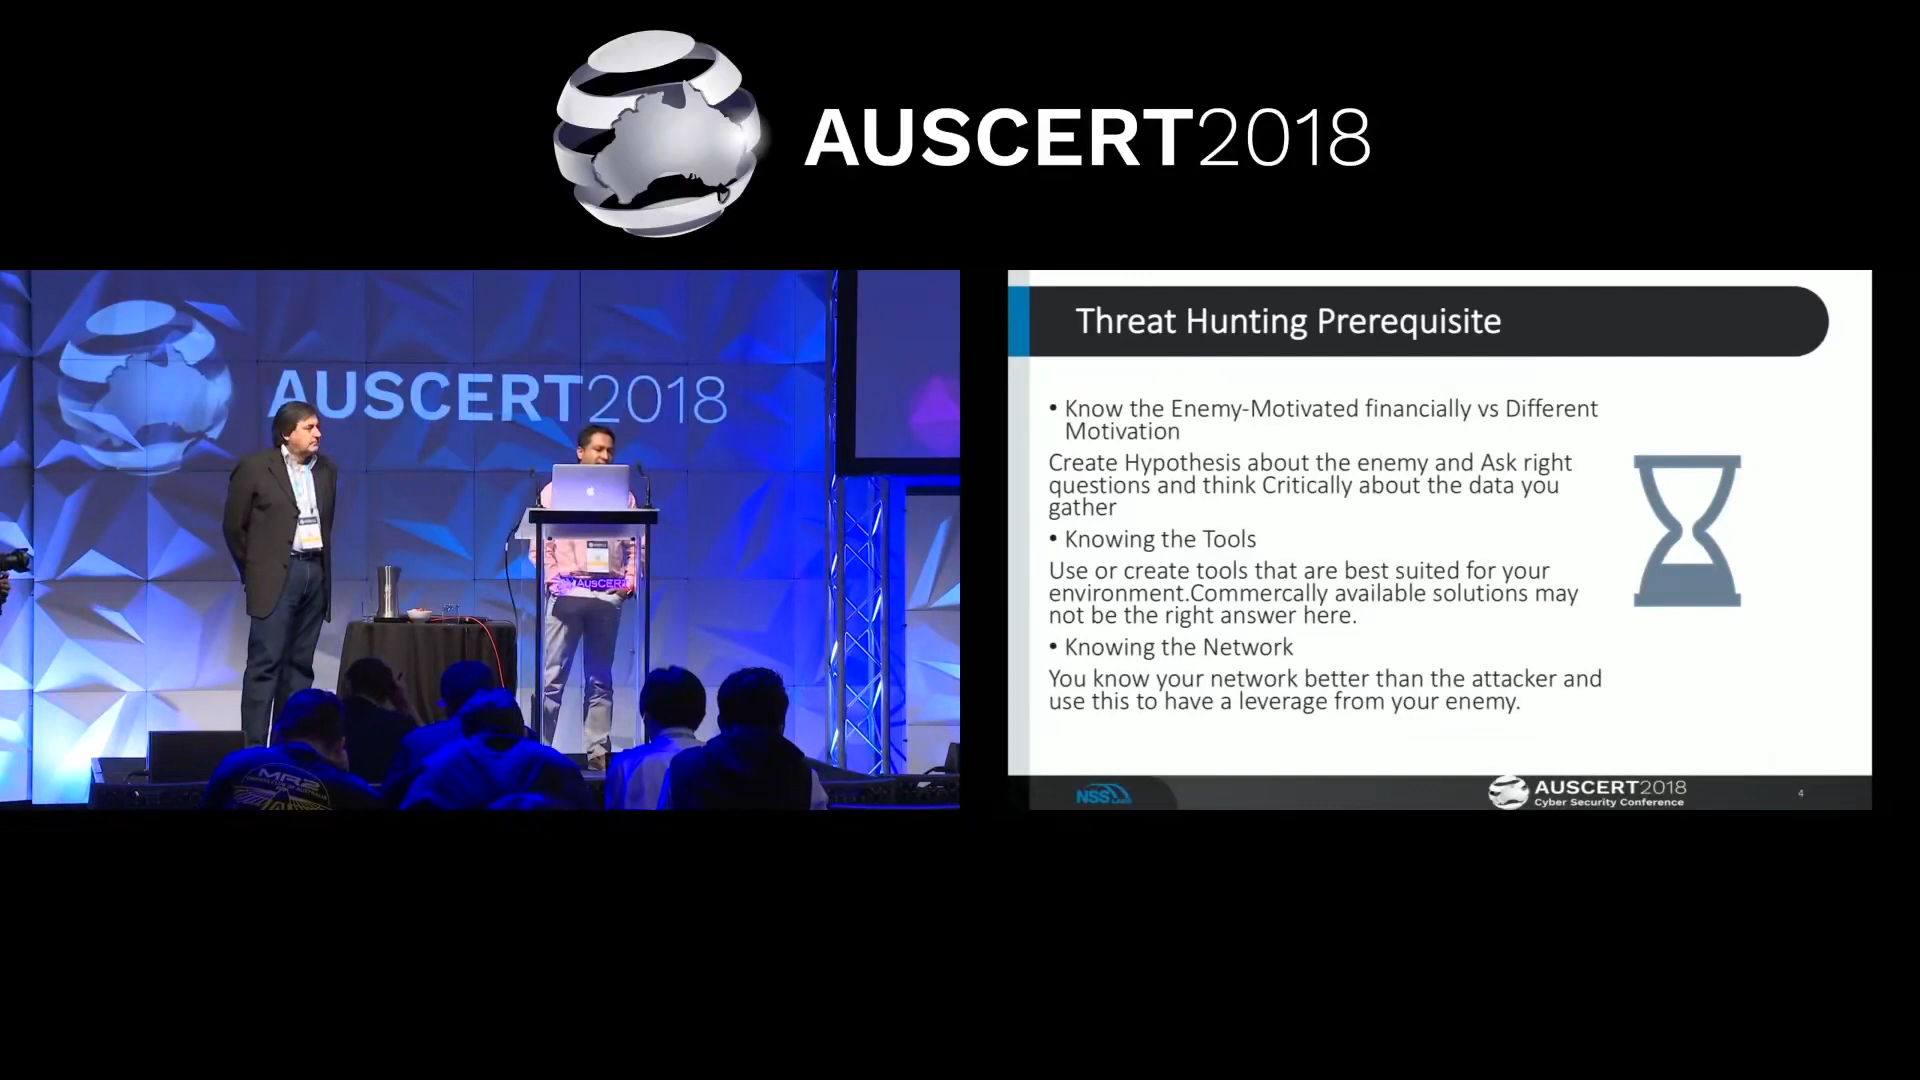 AUSCERT2018
AUSCERT2018
AUSCERT
MR2
Threat Hunting Prerequisite
• Know the Enemy-Motivated financially vs Different
Motivation
Create Hypothesis about the enemy and Ask right
questions and think Critically about the data you
gather
• Knowing the Tools
Use or create tools that are best suited for your
environment.Commercally available solutions may
not be the right answer here.
• Knowing the Network
You know your network better than the attacker and
use this to have a leverage from your enemy.
NSS
AUSCERT2018
Cyber Security Conference
4